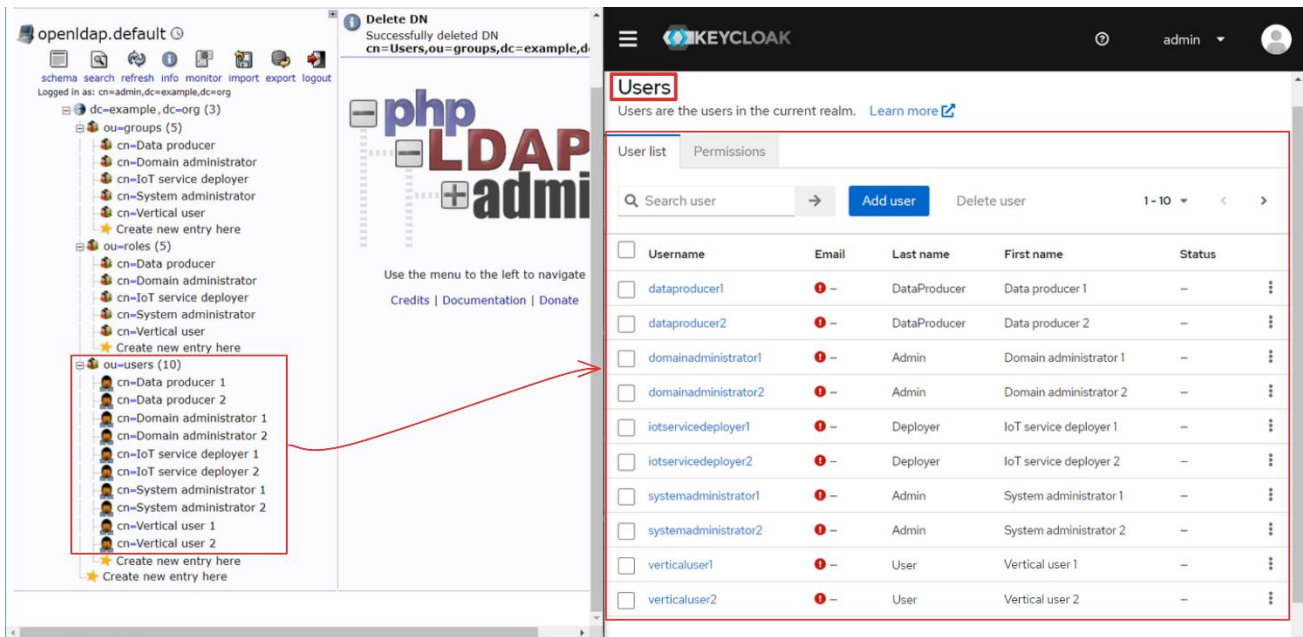 openldap.default
schema search refresh info monitor import export logout
Logged in as: cn=admin,dc=example,dc=org
dc=example,dc=org (3)
ou=groups (5)
cn=Data producer
cn=Domain administrator
cn=IoT service deployer
cn=System administrator
cn=Vertical user
Create new entry here
ou=roles (5)
cn=Data producer
cn=Domain administrator
cn=IoT service deployer
cn=System administrator
cn=Vertical user
Create new entry here
ou=users (10)
cn=Data producer 1
cn=Data producer 2
cn=Domain administrator 1
cn=Domain administrator 2
cn=IoT service deployer 1
cn=IoT service deployer 2
cn=System administrator 1
cn=System administrator 2
cn=Vertical user 1
cn=Vertical user 2
Create new entry here
Create new entry here
Delete DN
Successfully deleted DN
cn=Users,ou=groups,dc=example,d
php
LDAP
admi
Use the menu to the left to navigate
Credits | Documentation | Donate
KEYCLOAK admin
Users
Users are the users in the current realm. Learn more
User list Permissions
Search user Add user Delete user 1-10
Username Email Last name First name Status
dataproducer1 – DataProducer Data producer 1 –
dataproducer2 – DataProducer Data producer 2 –
domainadministrator1 – Admin Domain administrator 1 –
domainadministrator2 – Admin Domain administrator 2 –
iotservicedeployer1 – Deployer IoT service deployer 1 –
iotservicedeployer2 – Deployer IoT service deployer 2 –
systemadministrator1 – Admin System administrator 1 –
systemadministrator2 – Admin System administrator 2 –
verticaluser1 – User Vertical user 1 –
verticaluser2 – User Vertical user 2 –